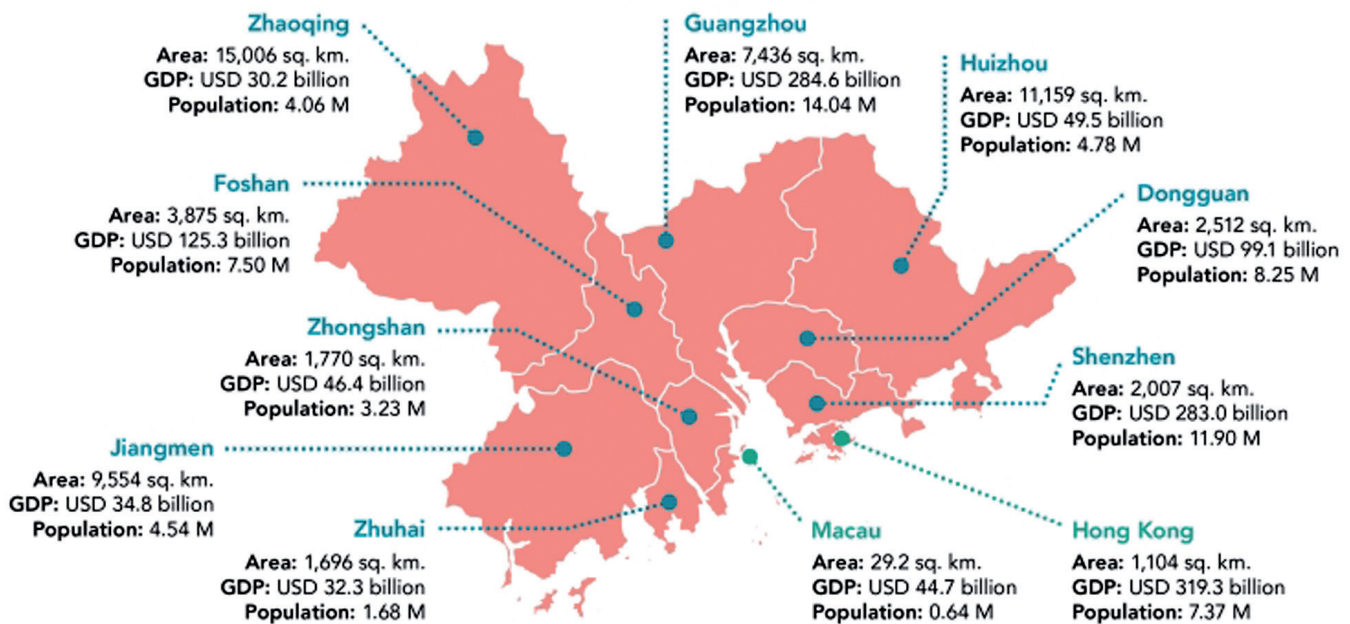 Zhaoqing
Area: 15,006 sq. km.
GDP: USD 30.2 billion
Population: 4.06 M
Guangzhou
Area: 7,436 sq. km.
GDP: USD 284.6 billion
Population: 14.04 M
Huizhou
Area: 11,159 sq. km.
GDP: USD 49.5 billion
Population: 4.78 M
Foshan
Area: 3,875 sq. km.
GDP: USD 125.3 billion
Population: 7.50 M
Dongguan
Area: 2,512 sq. km.
GDP: USD 99.1 billion
Population: 8.25 M
Zhongshan
Area: 1,770 sq. km.
GDP: USD 46.4 billion
Population: 3.23 M
Shenzhen
Area: 2,007 sq. km.
GDP: USD 283.0 billion
Population: 11.90 M
Jiangmen
Area: 9,554 sq. km.
GDP: USD 34.8 billion
Population: 4.54 M
Zhuhai
Area: 1,696 sq. km.
GDP: USD 32.3 billion
Population: 1.68 M
Macau
Area: 29.2 sq. km.
GDP: USD 44.7 billion
Population: 0.64 M
Hong Kong
Area: 1,104 sq. km.
GDP: USD 319.3 billion
Population: 7.37 M